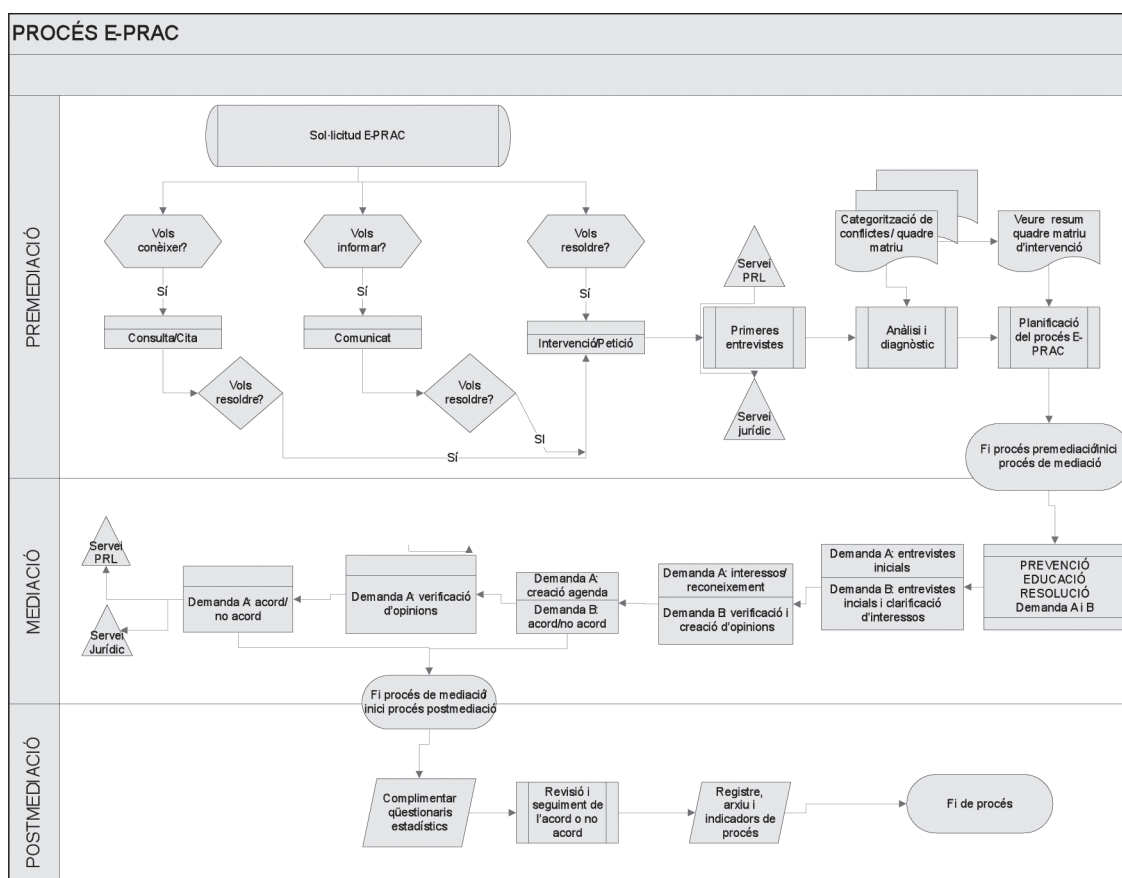 PROCÉS E-PRAC
PREMEDIACIÓ
Sol·licitud E-PRAC
Vols
conèixer?
Vols
informar?
Vols
resoldre?
Sí
Sí
Sí
Consulta/Cita
Comunicat
Intervenció/Petició
Vols
resoldre?
Vols
resoldre?
Sí
SI
Servei
PRL
Primeres
entrevistes
Servei
jurídic
Categorització de
conflictes/ quadre
matriu
Veure resum
quadre matriu
d'intervenció
Anàlisi i
diagnòstic
Planificació
del procés E-
PRAC
Fi procés premediació/inici
procés de mediació
MEDIACIÓ
PREVENCIÓ
EDUCACIÓ
RESOLUCIÓ
Demanda A i B
Demanda A: entrevistes
inicials
Demanda B: entrevistes
incials i clarificació
d'interessos
Demanda A: interessos/
reconeixement
Demanda B: verificació i
creació d'opinions
Demanda A:
creació agenda
Demanda B:
acord/no acord
Demanda A: verificació
d'opinions
Demanda A: acord/
no acord
Servei
PRL
Servei
Jurídic
Fi procés de mediació/
inici procés postmediació
POSTMEDIACIÓ
Complimentar
qüestionaris
estadístics
Revisió i
seguiment de
l'acord o no
acord
Registre,
arxiu i
indicadors de
procés
Fi de procés